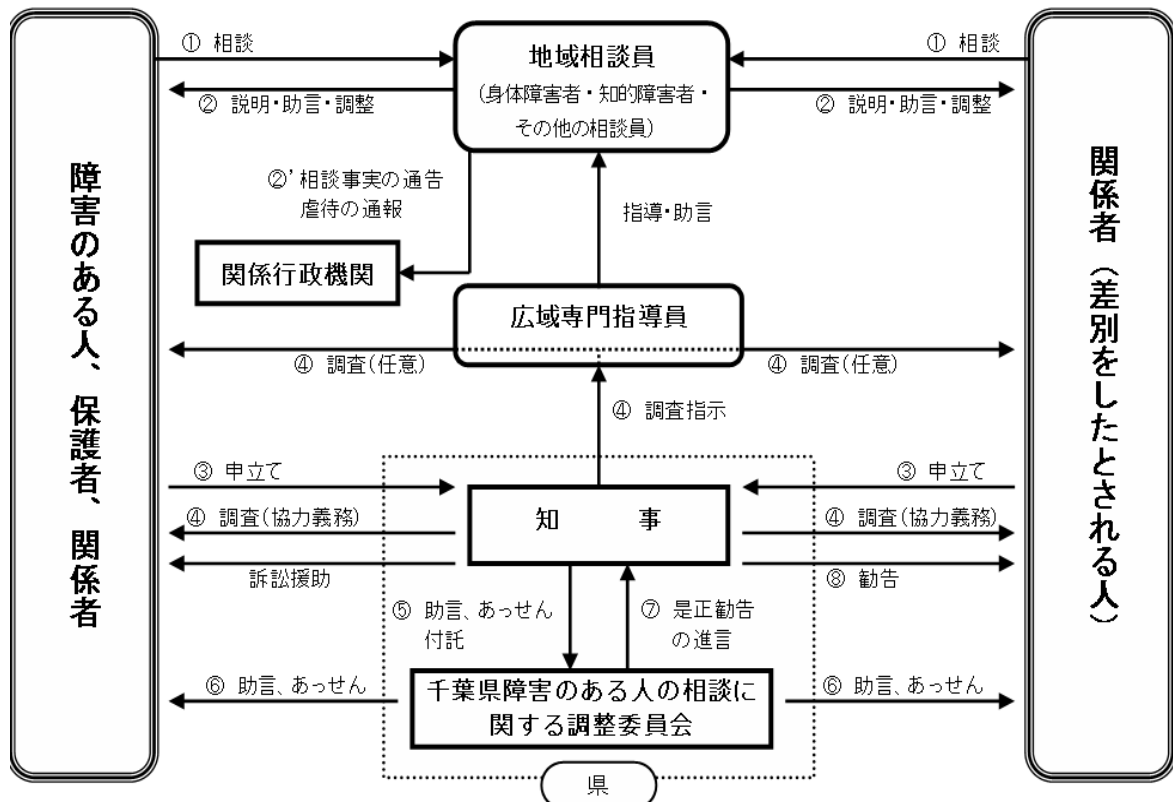 ① 相談
地域相談員
(身体障害者・知的障害者・
その他の相談員)
① 相談
② 説明・助言・調整
② 説明・助言・調整
②’相談事実の通告
虐待の通報
指導・助言
関係行政機関
障害のある人、保護者、関係者
関係者(差別をしたとされる人)
広域専門指導員
④ 調査(任意)
④ 調査(任意)
④ 調査指示
③ 申立て
③ 申立て
知 事
④ 調査(協力義務)
④ 調査(協力義務)
訴訟援助
⑧ 勧告
⑤ 助言、あっせん
付託
⑦ 是正勧告
の進言
千葉県障害のある人の相談に
関する調整委員会
⑥ 助言、あっせん
⑥ 助言、あっせん
県